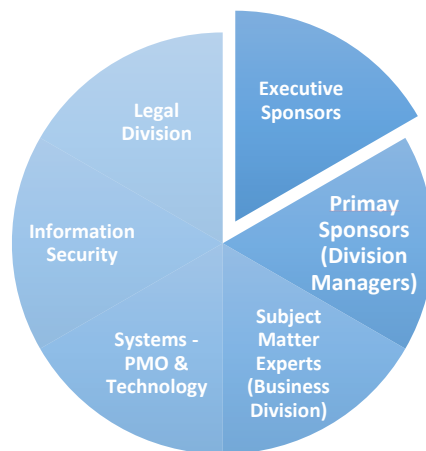 Executive
Sponsors
Primay
Sponsors
(Division
Managers)
Subject
Matter
Experts
(Business
Division)
Systems -
PMO &
Technology
Information
Security
Legal
Division